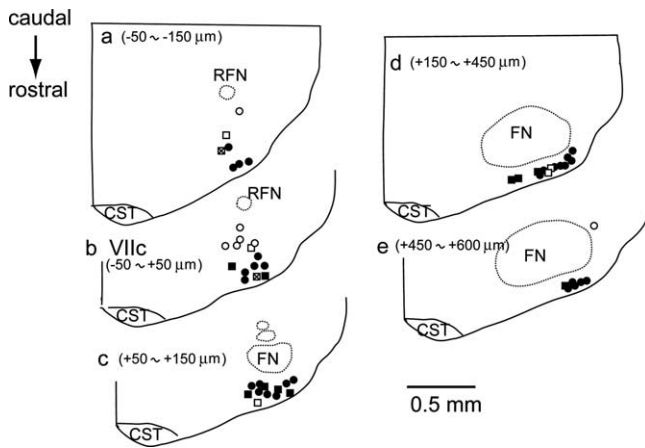 caudal
rostral
a (-50 ~ -150 µm)
RFN
CST
b VIIc
(-50 ~ +50 µm)
RFN
CST
c (+50 ~ +150 µm)
FN
CST
d (+150 ~ +450 µm)
FN
CST
e (+450 ~ +600 µm)
FN
CST
0.5 mm